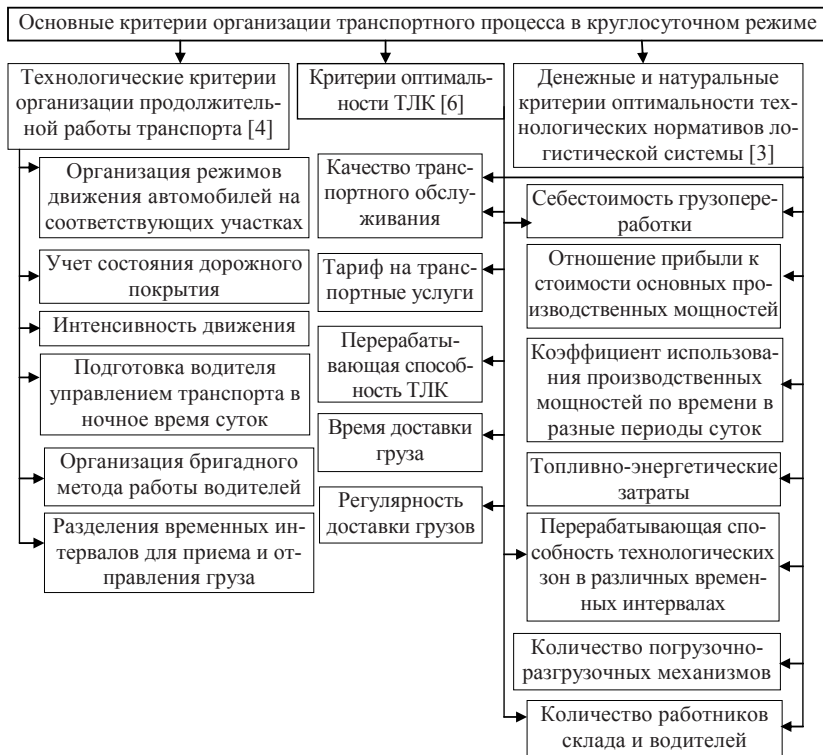 Основные критерии организации транспортного процесса в круглосуточном режиме
Технологические критерии
организации продолжитель-
ной работы транспорта [4]
Критерии оптималь-
ности ТЛК [6]
Денежные и натуральные
критерии оптимальности тех-
нологических нормативов ло-
гистической системы [3]
Организация режимов
движения автомобилей на
соответствующих участках
Учет состояния дорожного
покрытия
Интенсивность движения
Подготовка водителя
управлением транспорта в
ночное время суток
Организация бригадного
метода работы водителей
Разделения временных ин-
тервалов для приема и от-
правления груза
Качество транс-
портного обслу-
живания
Тариф на транс-
портные услуги
Перерабаты-
вающая способ-
ность ТЛК
Время доставки
груза
Регулярность
доставки грузов
Себестоимость грузопере-
работки
Отношение прибыли к
стоимости основных про-
изводственных мощностей
Коэффициент использова-
ния производственных
мощностей по времени в
разные периоды суток
Топливно-энергетические
затраты
Перерабатывающая спо-
собность технологических
зон в различных времен-
ных интервалах
Количество погрузочно-
разгрузочных механизмов
Количество работников
склада и водителей